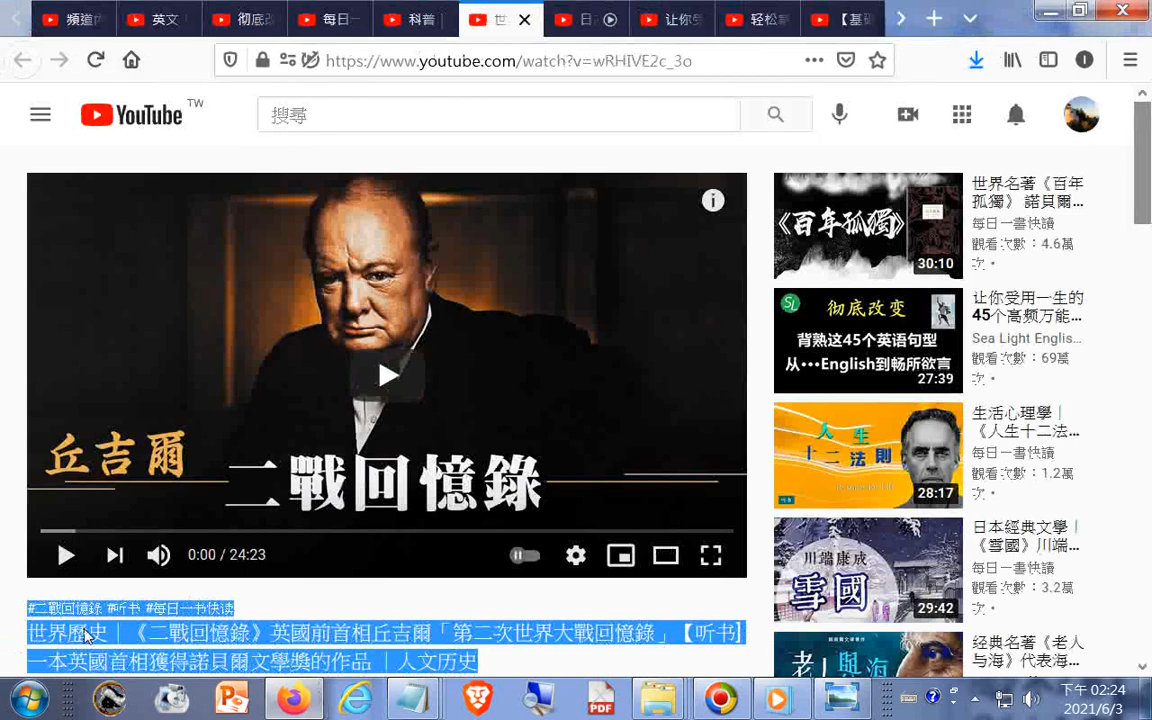 頻道
英文
彻底改
每日一
科普
世
日
让你受
轻松掌
【基
https://www.youtube.com/watch?v=wRHIVE2c_3o
YouTube TW
搜尋
丘吉爾
二戰回憶錄
0:00 / 24:23
#二戰回憶錄 #听书 #每日一书快读
世界歷史｜《二戰回憶錄》英國前首相丘吉爾「第二次世界大戰回憶錄」【听书】
一本英國首相獲得諾貝爾文學獎的作品 ｜人文历史
《百年孤獨》
30:10
世界名著《百年
孤獨》 諾貝爾...
每日一書快讀
觀看次數：4.6萬
次・
SL
彻底改变
背熟这45个英语句型
从···English到畅所欲言
27:39
让你受用一生的
45个高频万能...
Sea Light Englis...
觀看次數：69萬
次・
人生
十二法則
28:17
生活心理學｜
《人生十二法...
每日一書快讀
觀看次數：1.2萬
次・
川端康成
雪國
29:42
日本經典文學｜
《雪國》川端...
每日一書快讀
觀看次數：3.2萬
次・
老人與海
经典名著《老人
与海》代表海...
PDF
下午 02:24
2021/6/3